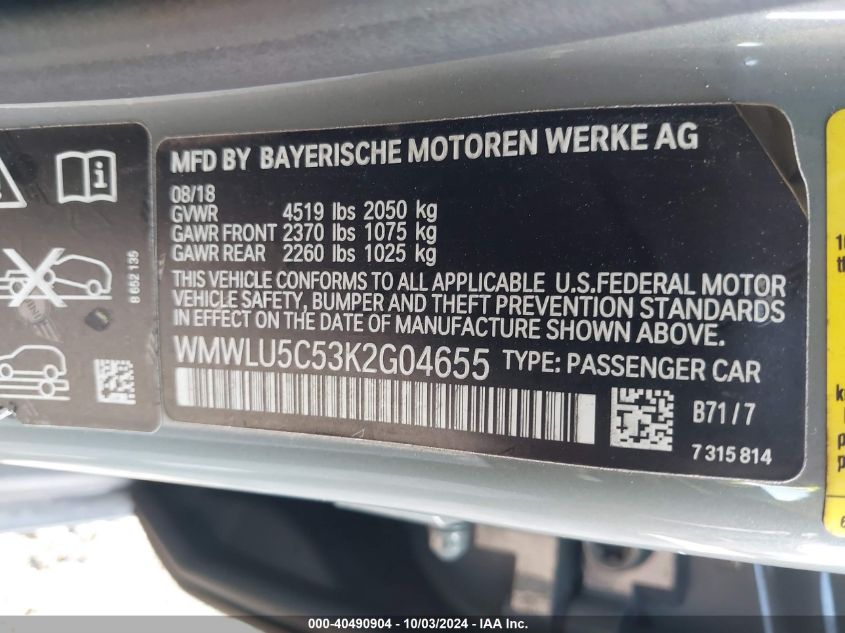 MFD BY BAYERISCHE MOTOREN WERKE AG
08/18
GVWR 4519 lbs 2050 kg
GAWR FRONT 2370 lbs 1075 kg
GAWR REAR 2260 lbs 1025 kg
THIS VEHICLE CONFORMS TO ALL APPLICABLE U.S.FEDERAL MOTOR
VEHICLE SAFETY, BUMPER AND THEFT PREVENTION STANDARDS
IN EFFECT ON THE DATE OF MANUFACTURE SHOWN ABOVE.
WMWLU5C53K2G04655 TYPE: PASSENGER CAR
B71/7
7 315 814
8 652 135
000-40490904 - 10/03/2024 - IAA Inc.